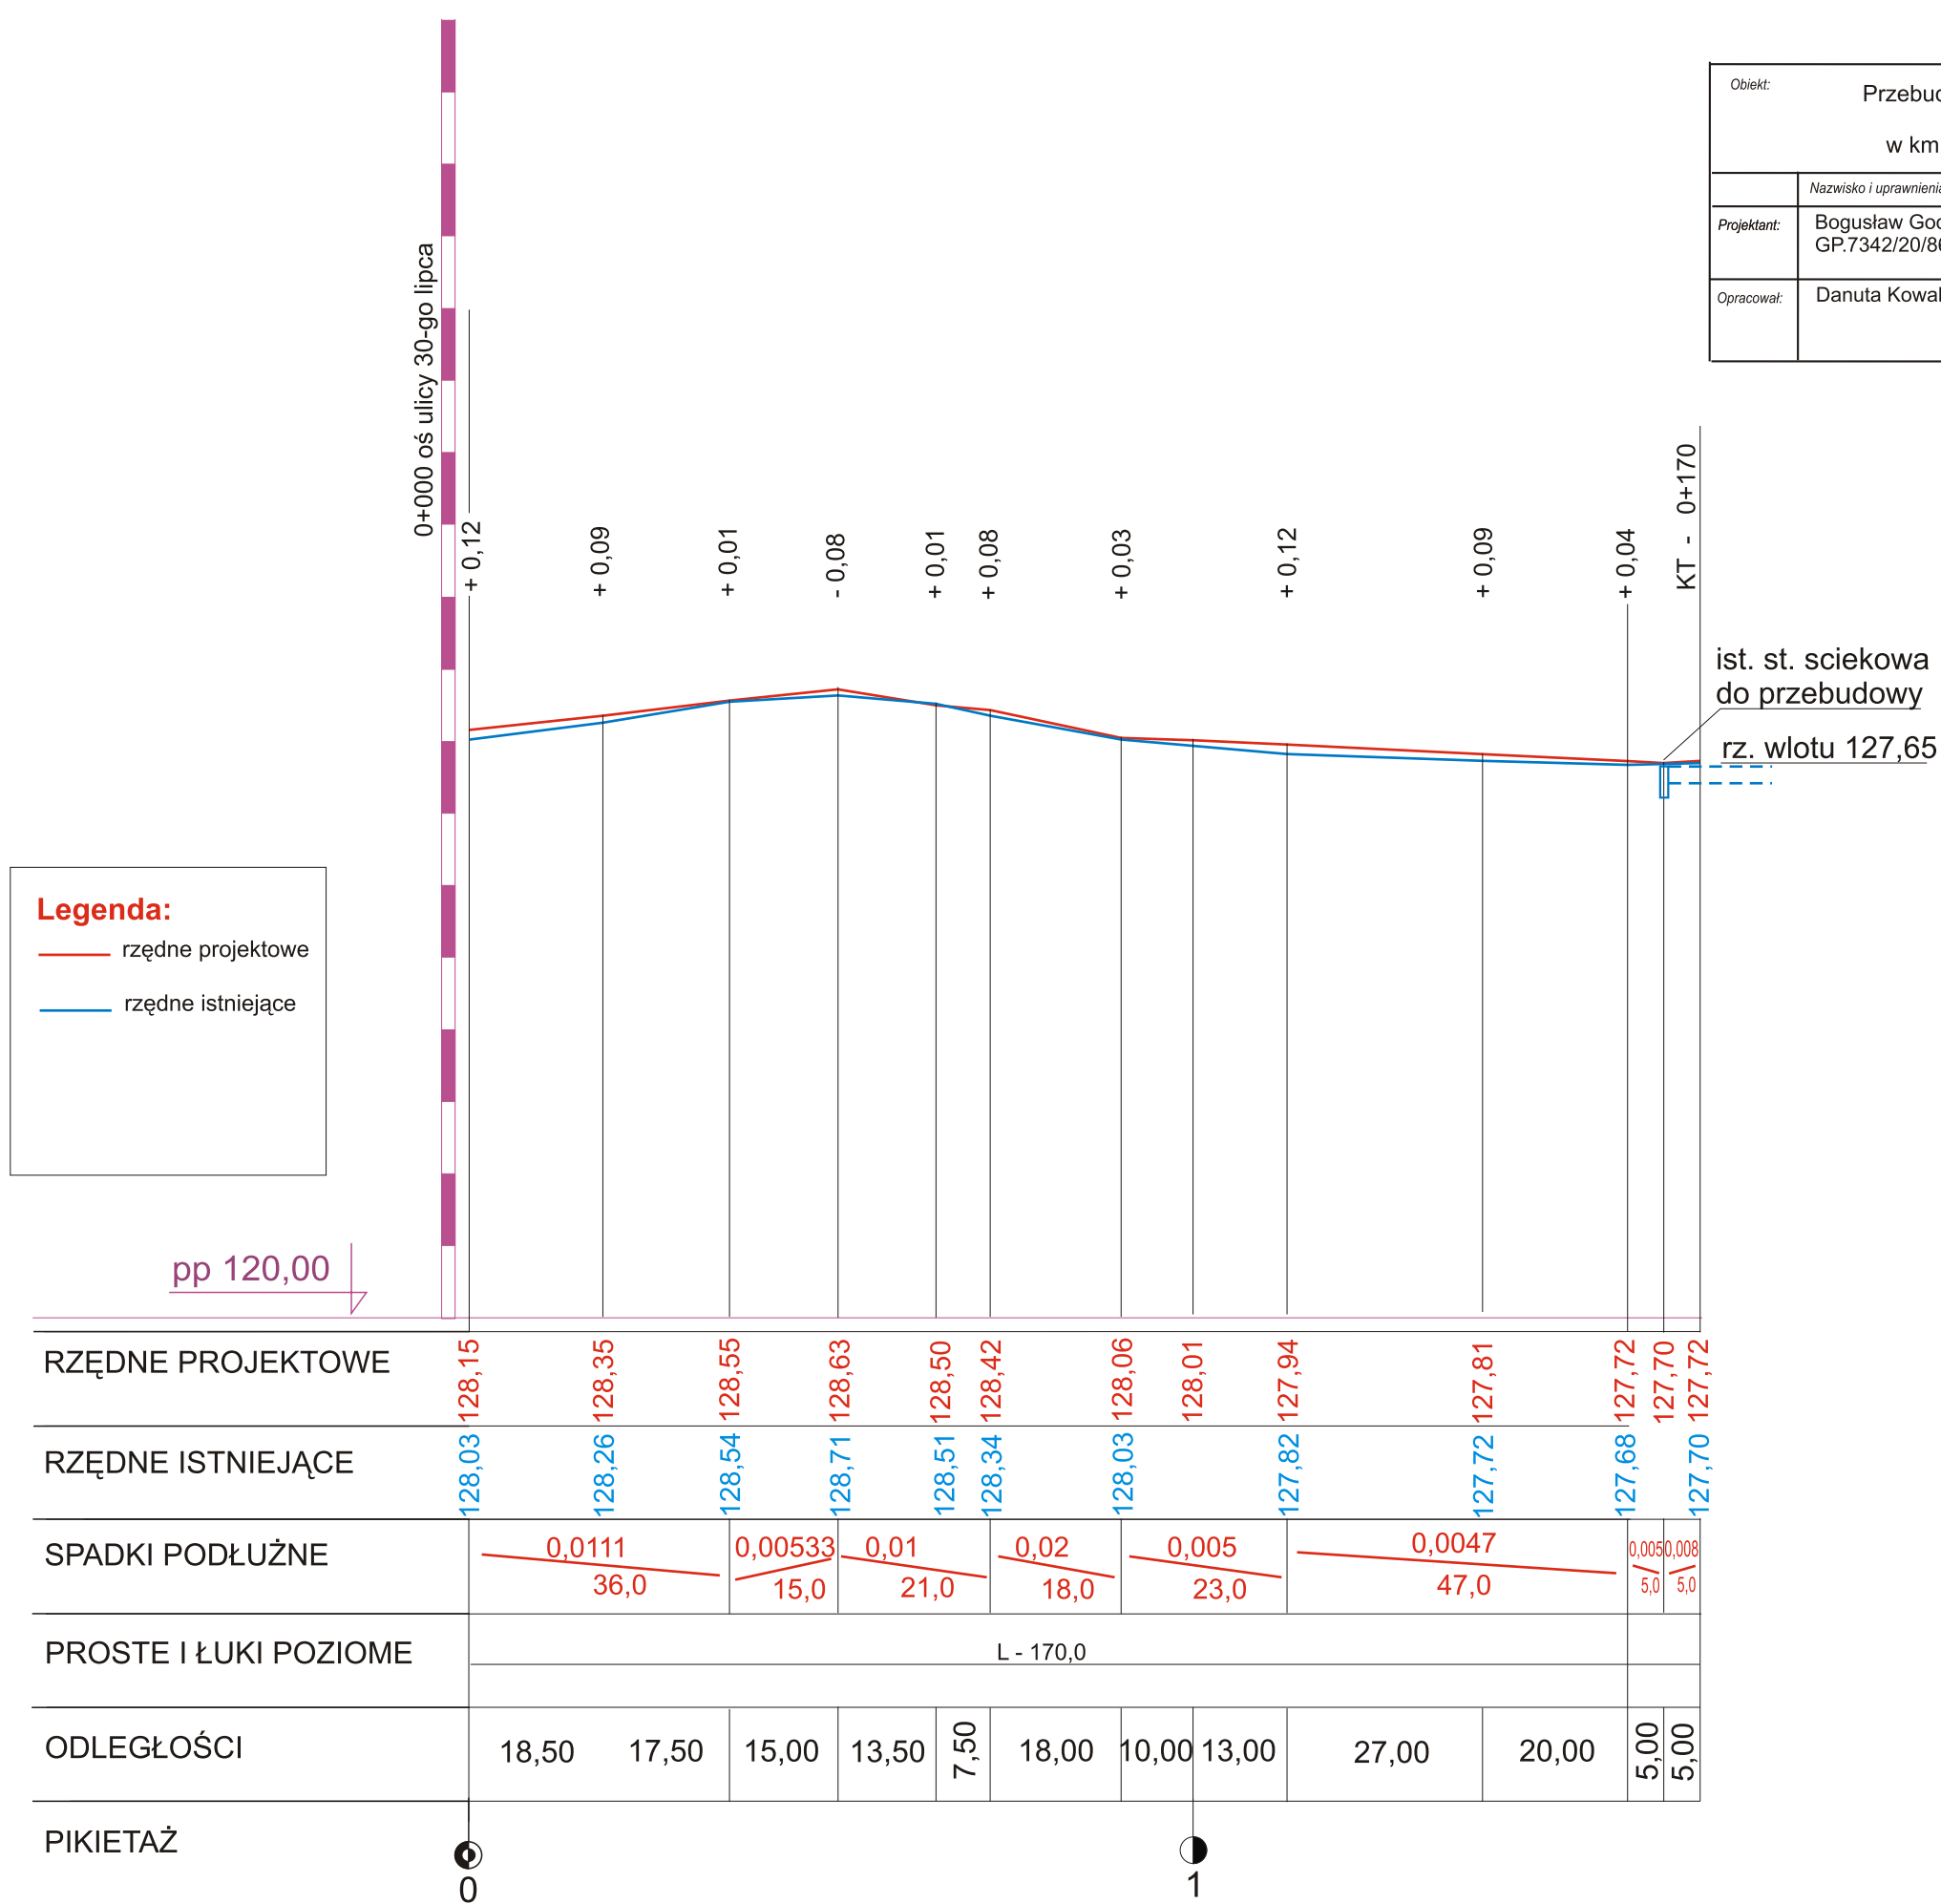 Obiekt:
w km
Nazwisko i uprawnienia
Projektant:
Bogusław
GP.7342/20/86
Opracował:
Danuta
0+000 oś ulicy 30-go lipca
+ 0,12
+ 0,09
+ 0,01
- 0,08
+ 0,01
+ 0,08
+ 0,03
+ 0,12
+ 0,09
+ 0,04
KT - 0+170
ist. st. sciekowa
do przebudowy
rz. wlotu 127,65
Legenda:
rzędne projektowe
rzędne istniejące
pp 120,00
RZĘDNE PROJEKTOWE 128,15 128,35 128,55 128,63 128,50 128,42 128,06 128,01 127,94 127,81 127,72 127,70 127,72
RZĘDNE ISTNIEJĄCE 128,03 128,26 128,54 128,71 128,51 128,34 128,03 127,82 127,72 127,68 127,70
SPADKI PODŁUŻNE
0,0111 0,00533 0,01 0,02 0,005 0,0047 0,005 0,008
36,0 15,0 21,0 18,0 23,0 47,0 5,0 5,0
PROSTE I ŁUKI POZIOME L - 170,0
ODLEGŁOŚCI 18,50 17,50 15,00 13,50 7,50 18,00 10,00 13,00 27,00 20,00 5,00 5,00
PIKIETAŻ
0 1